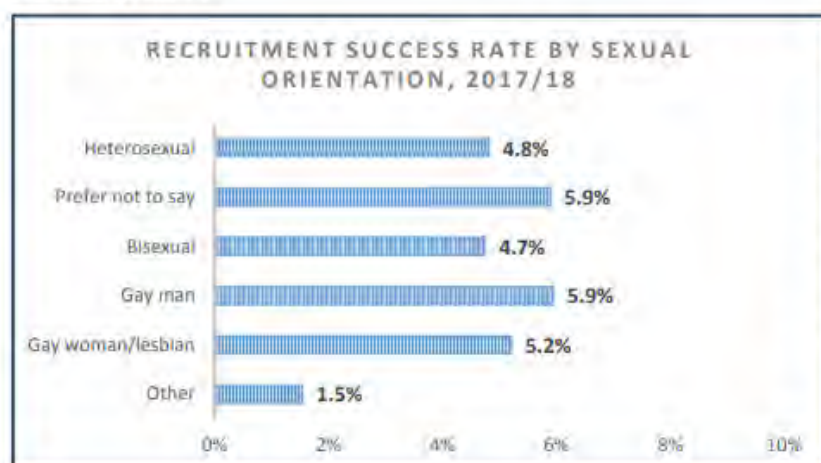 RECRUITMENT SUCCESS RATE BY SEXUAL
ORIENTATION, 2017/18
Heterosexual 4.8%
Prefer not to say 5.9%
Bisexual 4.7%
Gay man 5.9%
Gay woman/lesbian 5.2%
Other 1.5%
0% 2% 4% 6% 8% 10%